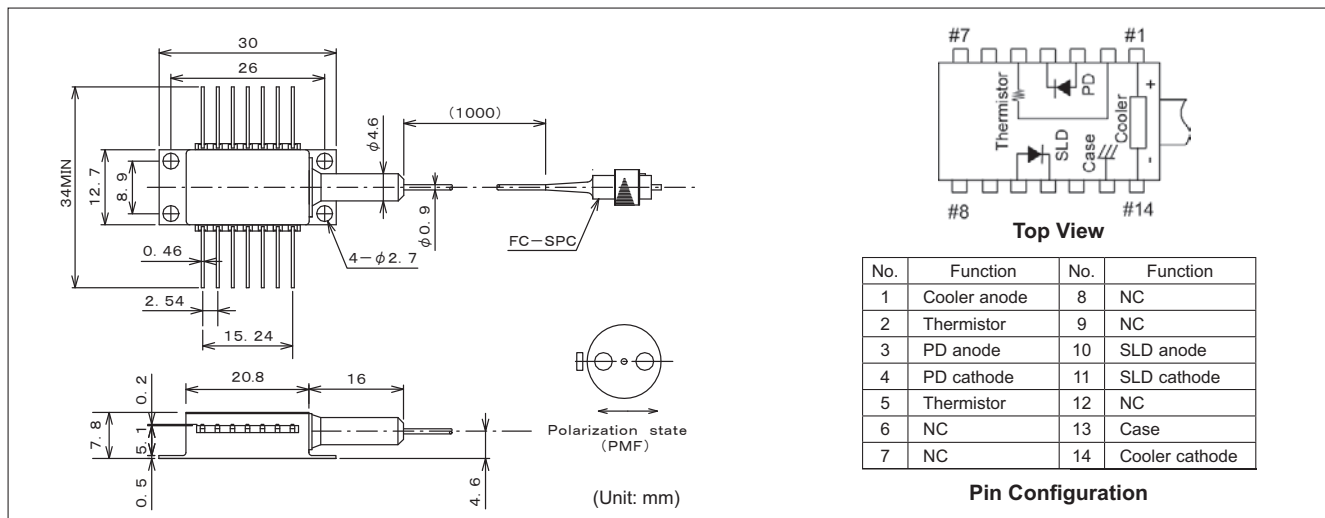 30
26
34MIN
12.7
8.9
0.46
2.54
15.24
4－φ2.7
φ4.6
(1000)
φ0.9
FC－SPC
20.8
16
0.2
7.8
5.1
0.5
4.6
Polarization state
(PMF)
(Unit: mm)
#7
#1
Thermistor
PD
+
Cooler
SLD
Case
-
#8
#14
Top View
No. Function No. Function
1 Cooler anode 8 NC
2 Thermistor 9 NC
3 PD anode 10 SLD anode
4 PD cathode 11 SLD cathode
5 Thermistor 12 NC
6 NC 13 Case
7 NC 14 Cooler cathode
Pin Configuration